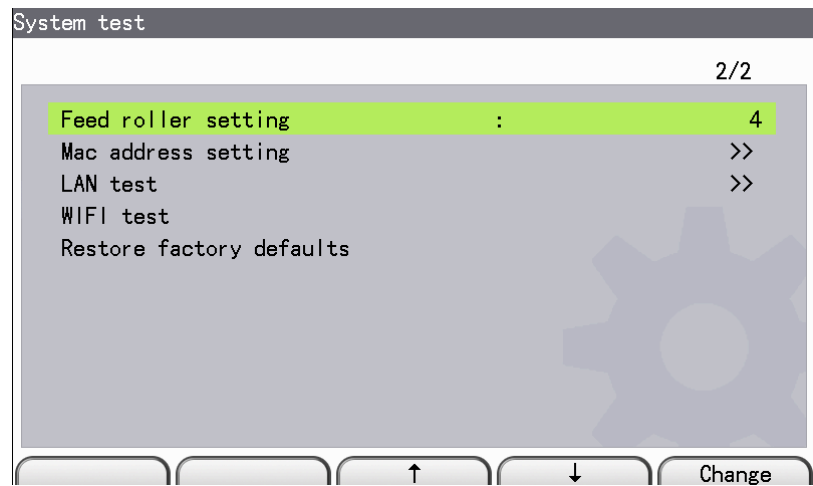 System test
2/2
Feed roller setting : 4
Mac address setting >>
LAN test >>
WIFI test
Restore factory defaults
↑ ↓ Change